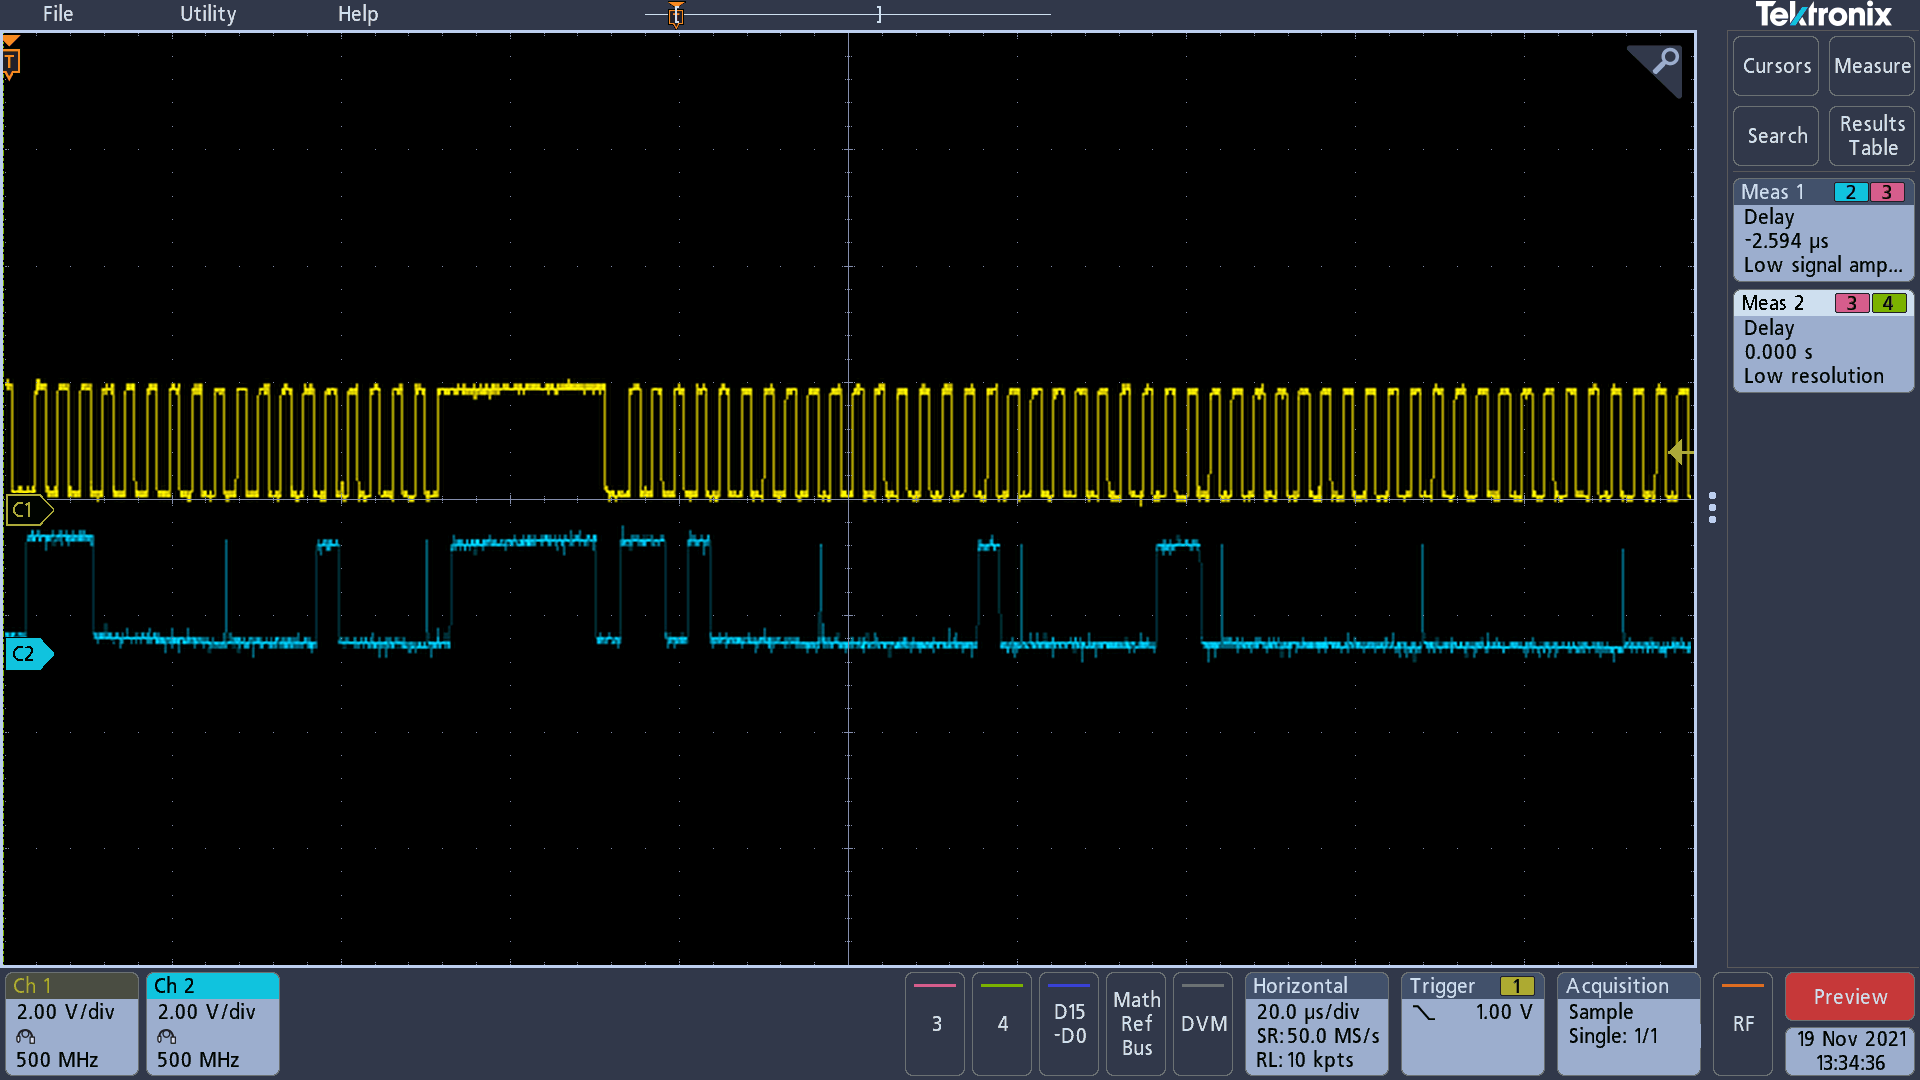 File Utility Help
Tektronix
T
Cursors Measure
Search Results Table
Meas 1 2 3
Delay
-2.594 µs
Low signal amp...
Meas 2 3 4
Delay
0.000 s
Low resolution
C1
C2
Ch 1
2.00 V/div
500 MHz
Ch 2
2.00 V/div
500 MHz
3
4
D15
-D0
Math
Ref
Bus
DVM
Horizontal
20.0 µs/div
SR: 50.0 MS/s
RL: 10 kpts
Trigger 1
1.00 V
Acquisition
Sample
Single: 1/1
RF
Preview
19 Nov 2021
13:34:36